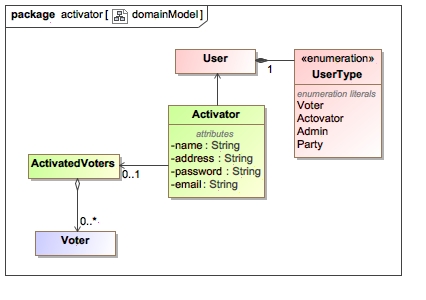 package activator [ domainModel ]
User
1
«enumeration»
UserType
enumeration literals
Voter
Actovator
Admin
Party
Activator
attributes
-name : String
-address : String
-password : String
-email : String
ActivatedVoters
0..1
0..*
Voter